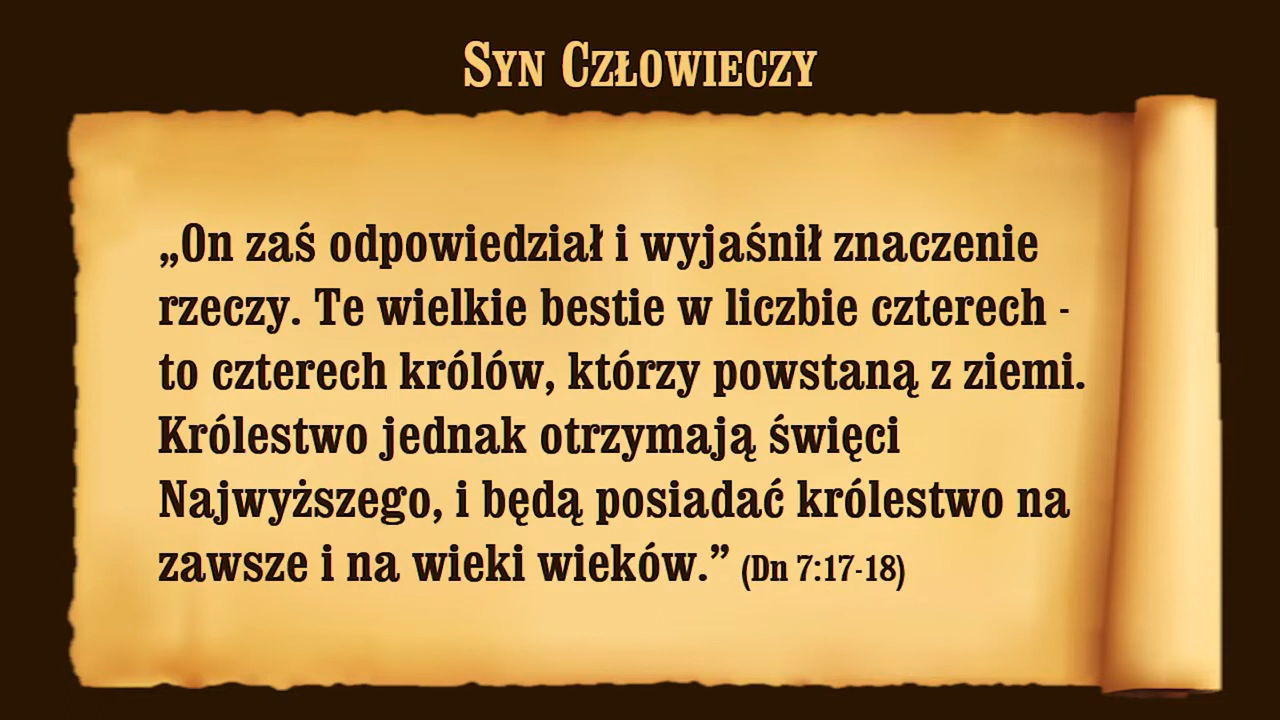 Syn Człowieczy
„On zaś odpowiedział i wyjaśnił znaczenie
rzeczy. Te wielkie bestie w liczbie czterech -
to czterech królów, którzy powstaną z ziemi.
Królestwo jednak otrzymają święci
Najwyższego, i będą posiadać królestwo na
zawsze i na wieki wieków.” (Dn 7:17-18)